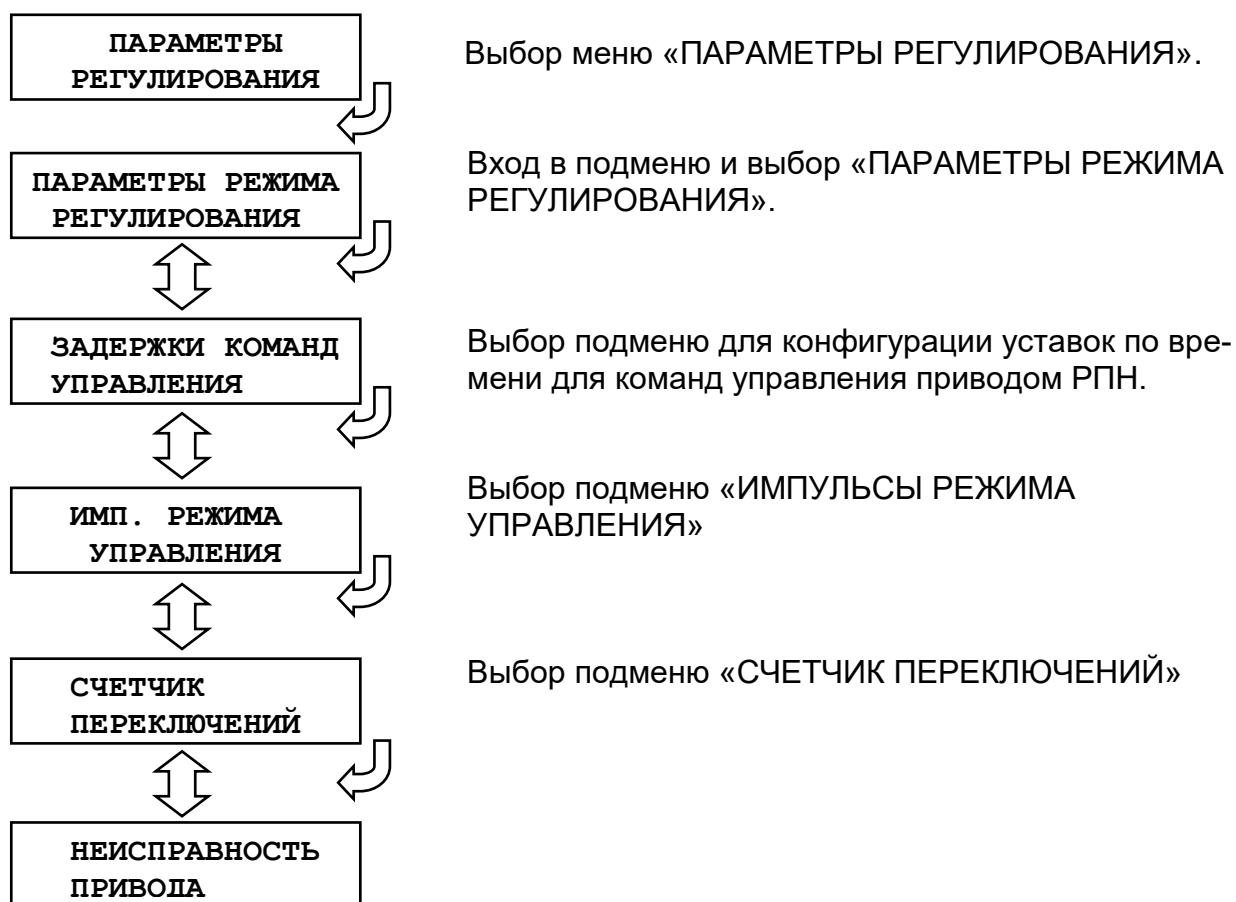 ПАРАМЕТРЫ
РЕГУЛИРОВАНИЯ
Выбор меню «ПАРАМЕТРЫ РЕГУЛИРОВАНИЯ».
ПАРАМЕТРЫ РЕЖИМА
РЕГУЛИРОВАНИЯ
Вход в подменю и выбор «ПАРАМЕТРЫ РЕЖИМА
РЕГУЛИРОВАНИЯ».
ЗАДЕРЖКИ КОМАНД
УПРАВЛЕНИЯ
Выбор подменю для конфигурации уставок по вре-
мени для команд управления приводом РПН.
ИМП. РЕЖИМА
УПРАВЛЕНИЯ
Выбор подменю «ИМПУЛЬСЫ РЕЖИМА
УПРАВЛЕНИЯ»
СЧЕТЧИК
ПЕРЕКЛЮЧЕНИЙ
Выбор подменю «СЧЕТЧИК ПЕРЕКЛЮЧЕНИЙ»
НЕИСПРАВНОСТЬ
ПРИВОДА